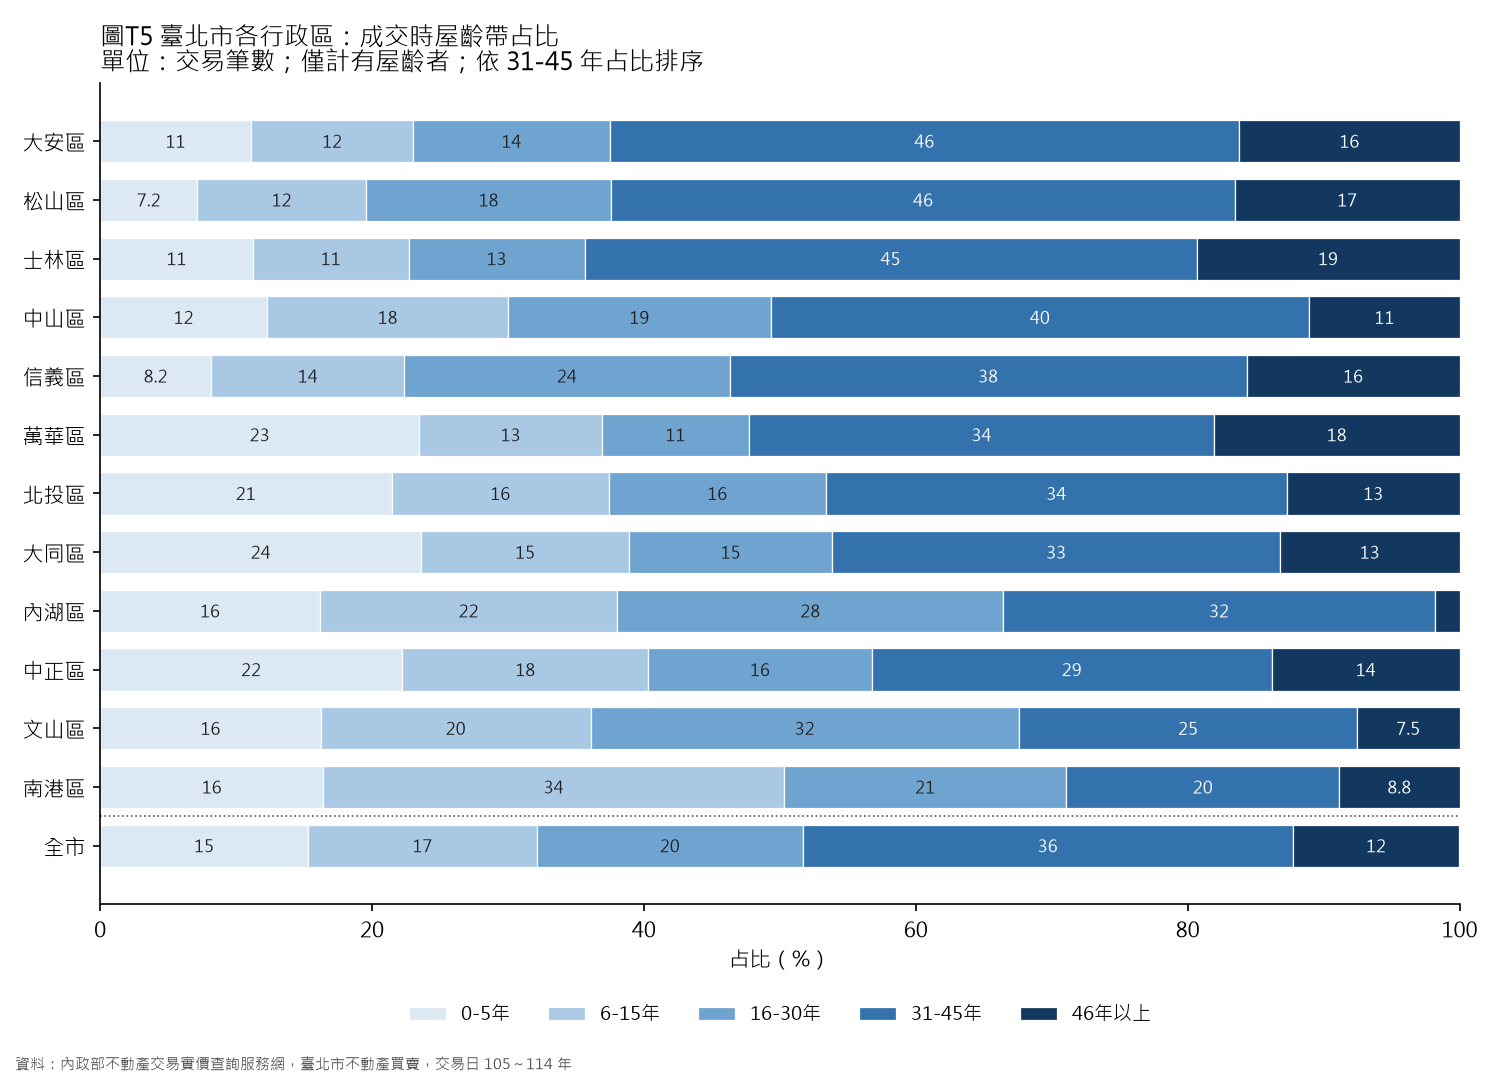 圖T5 臺北市各行政區：成交時屋齡帶占比
單位：交易筆數；僅計有屋齡者；依 31-45 年占比排序
大安區 11 12 14 46 16
松山區 7.2 12 18 46 17
士林區 11 11 13 45 19
中山區 12 18 19 40 11
信義區 8.2 14 24 38 16
萬華區 23 13 11 34 18
北投區 21 16 16 34 13
大同區 24 15 15 33 13
內湖區 16 22 28 32
中正區 22 18 16 29 14
文山區 16 20 32 25 7.5
南港區 16 34 21 20 8.8
全市 15 17 20 36 12
0 20 40 60 80 100
占比（%）
0-5年 6-15年 16-30年 31-45年 46年以上
資料：內政部不動產交易實價查詢服務網，臺北市不動產買賣，交易日 105～114 年